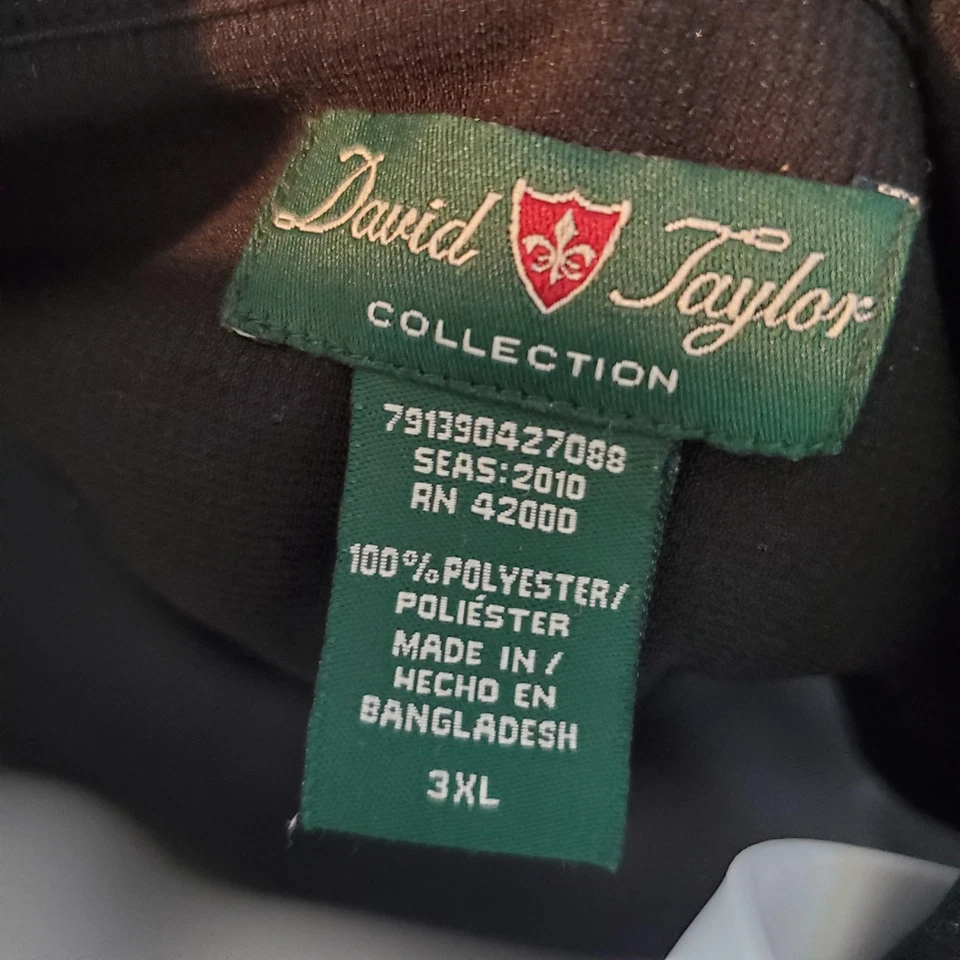 David Taylor
COLLECTION
791390427088
SEAS:2010
RN 42000
100%POLYESTER/
POLIÉSTER
MADE IN/
HECHO EN
BANGLADESH
3XL